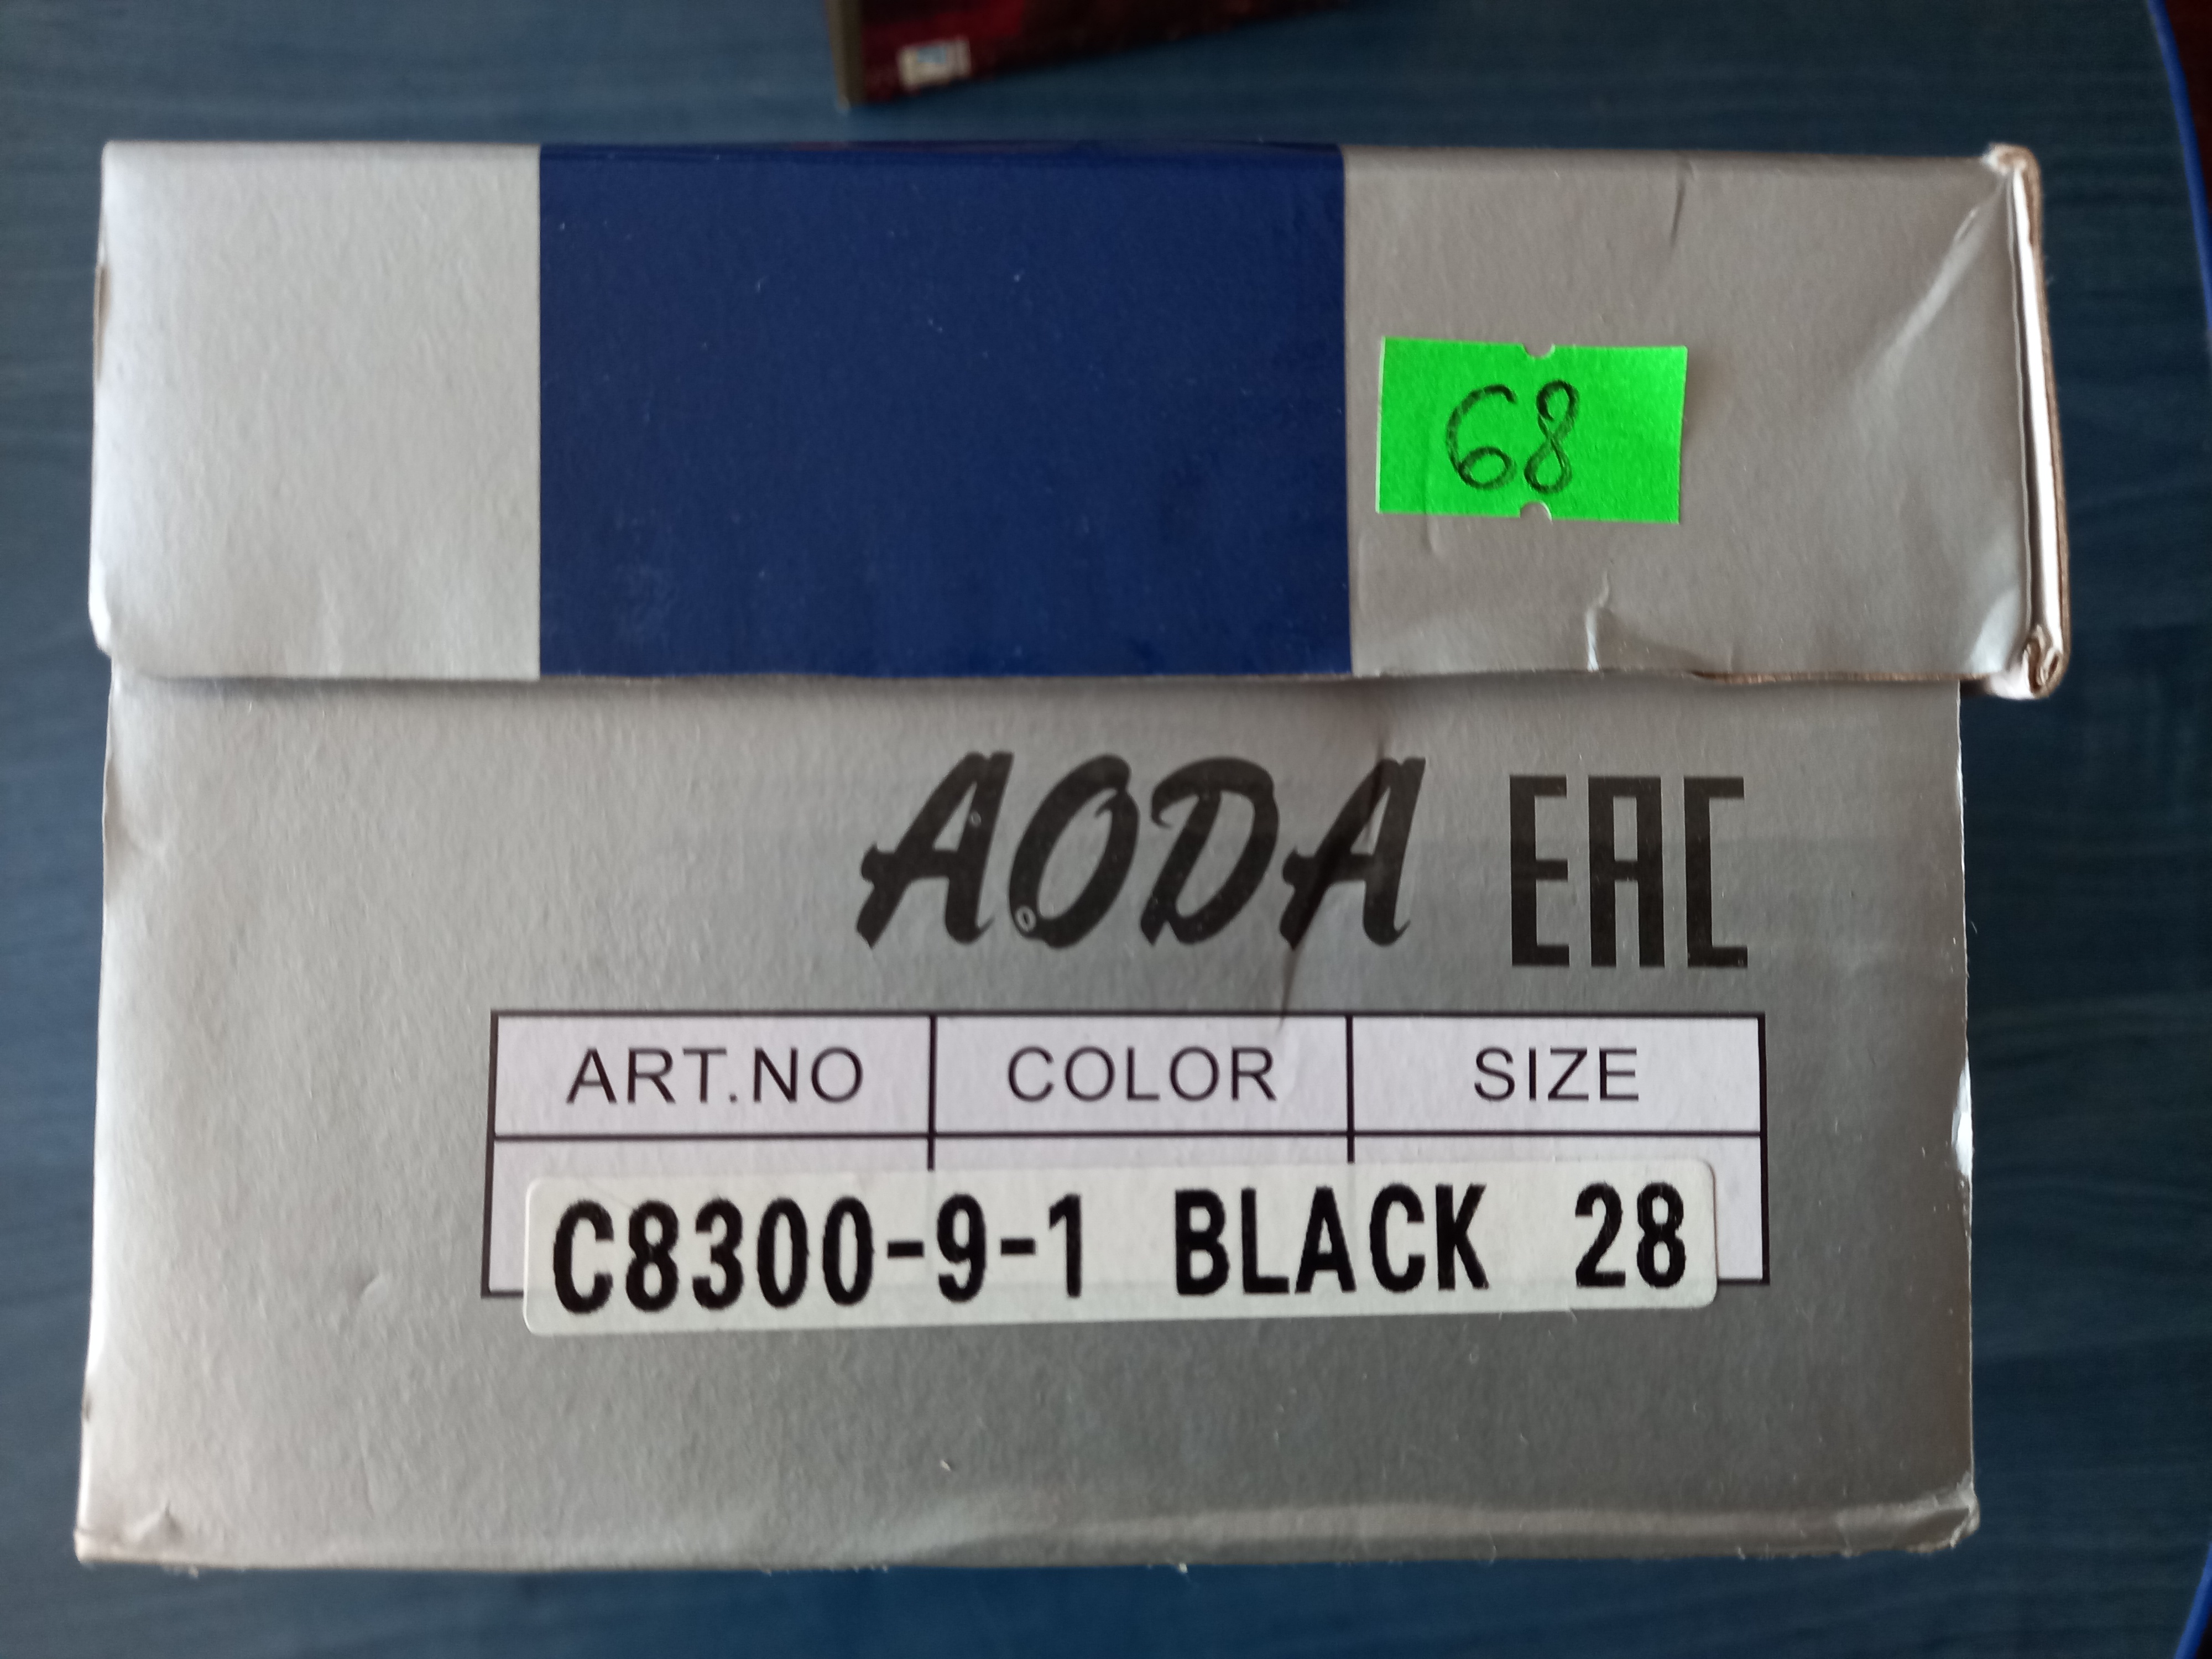 68
AODA EAC
ART.NO COLOR SIZE
C8300-9-1 BLACK 28